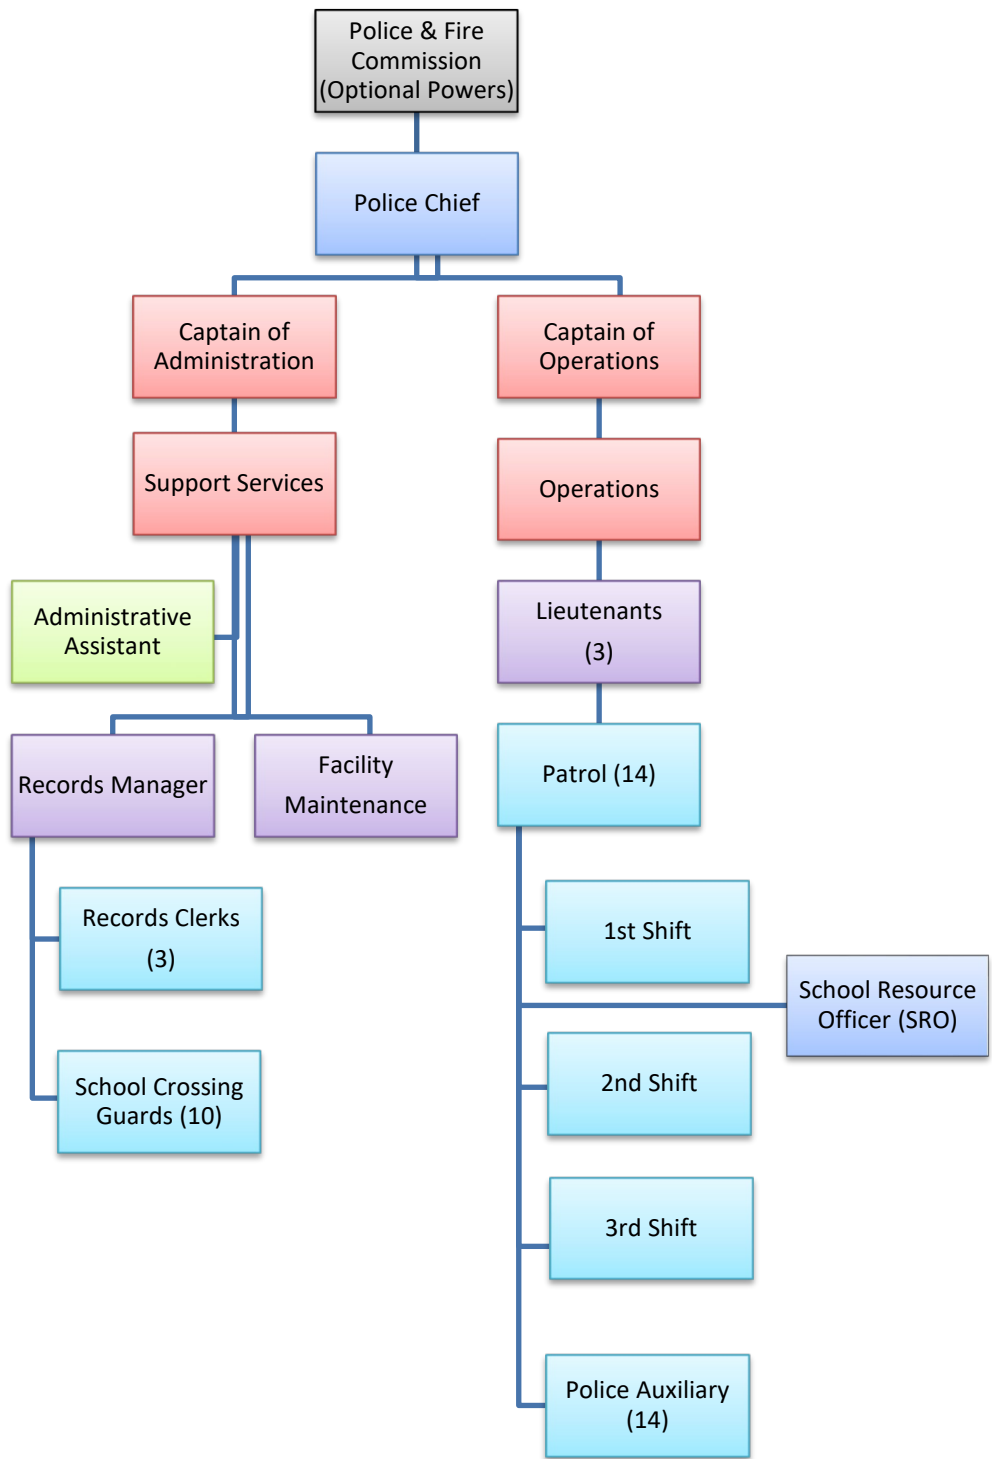 Police & Fire
Commission
(Optional Powers)
Police Chief
Captain of
Administration
Captain of
Operations
Support Services
Operations
Administrative
Assistant
Lieutenants
(3)
Records Manager
Facility
Maintenance
Patrol (14)
Records Clerks
(3)
1st Shift
School Resource
Officer (SRO)
School Crossing
Guards (10)
2nd Shift
3rd Shift
Police Auxiliary
(14)